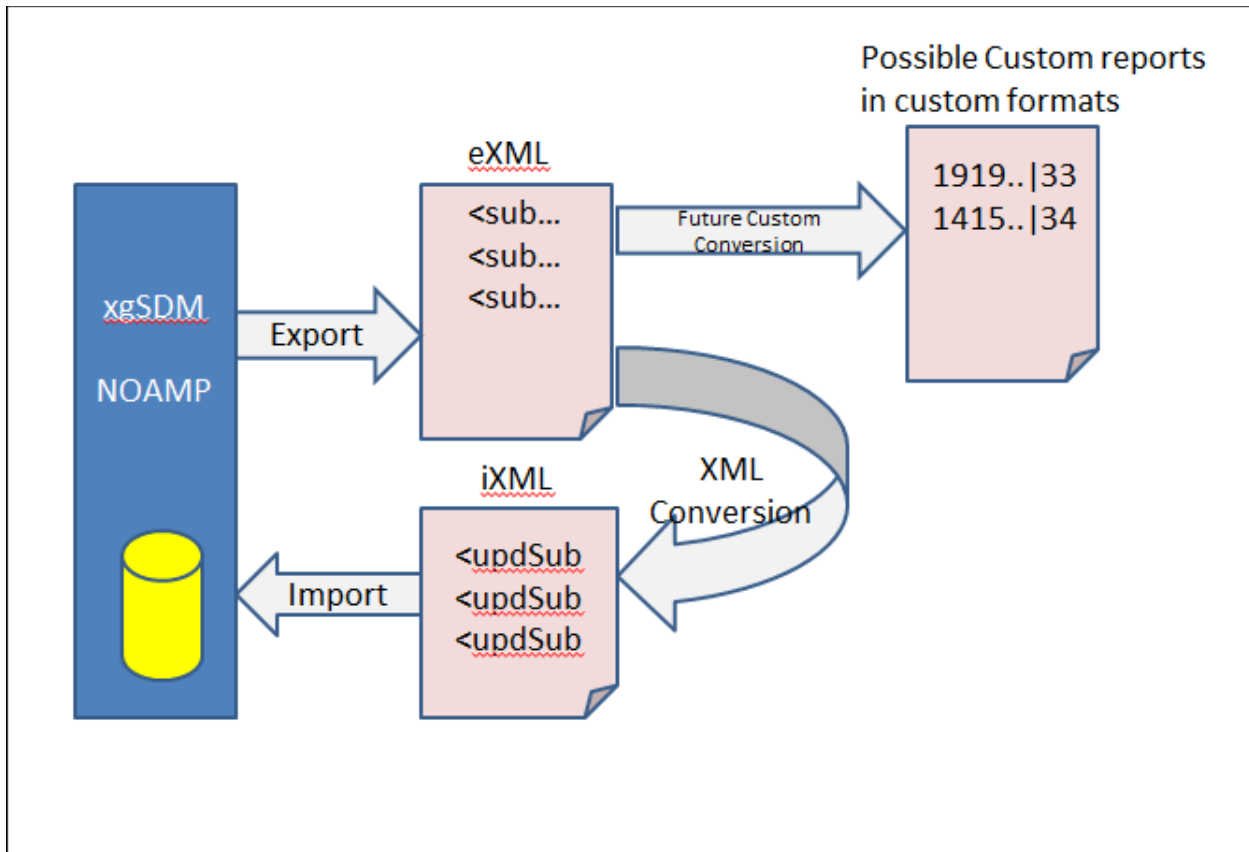 Possible Custom reports
in custom formats
eXML
<sub...
<sub...
<sub...
Future Custom
Conversion
1919..|33
1415..|34
xgSDM
NOAMP
Export
XML
Conversion
iXML
<updSub
<updSub
<updSub
Import